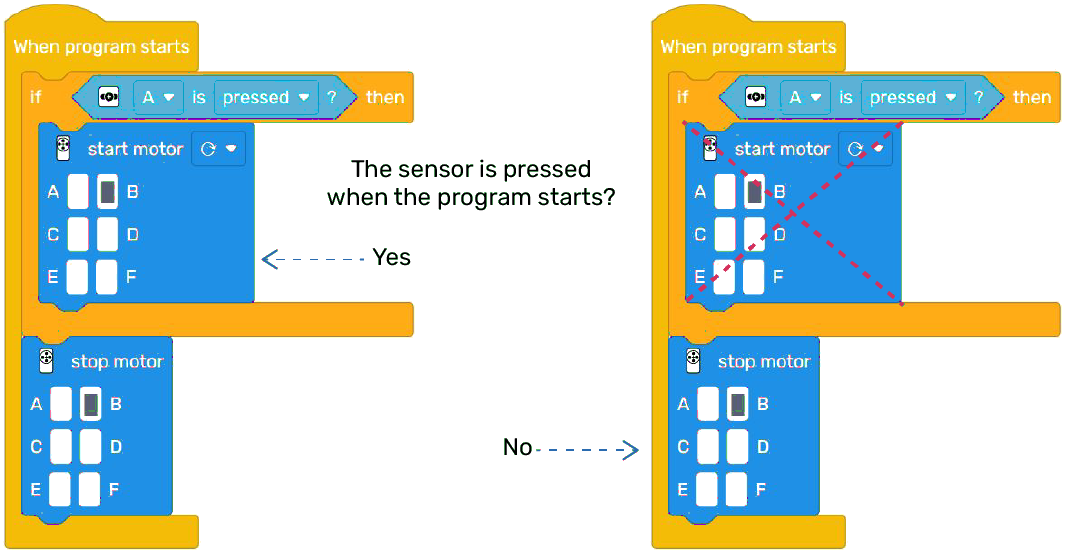 When program starts
if A is pressed ? then
start motor
A B
C D
E F
stop motor
A B
C D
E F
The sensor is pressed
when the program starts?
Yes
No
When program starts
if A is pressed ? then
start motor
A B
C D
E F
stop motor
A B
C D
E F